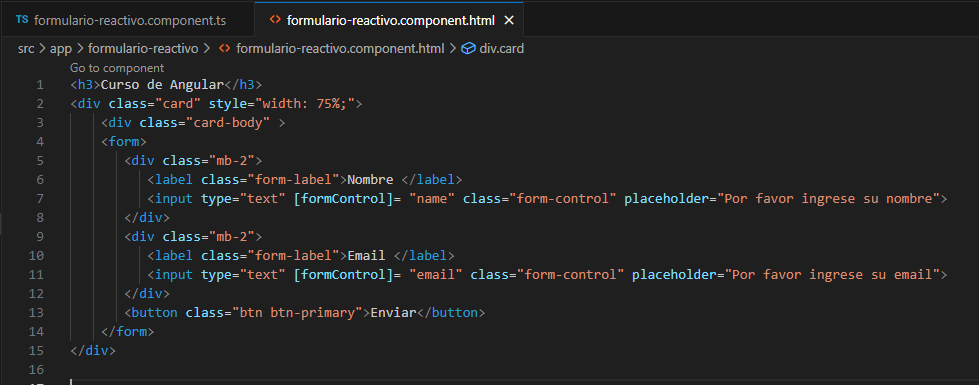 TS formulario-reactivo.component.ts <> formulario-reactivo.component.html ×
src > app > formulario-reactivo > <> formulario-reactivo.component.html > div.card
Go to component
1 <h3>Curso de Angular</h3>
2 <div class="card" style="width: 75%;">
3 <div class="card-body" >
4 <form>
5 <div class="mb-2">
6 <label class="form-label">Nombre </label>
7 <input type="text" [formControl]= "name" class="form-control" placeholder="Por favor ingrese su nombre">
8 </div>
9 <div class="mb-2">
10 <label class="form-label">Email </label>
11 <input type="text" [formControl]= "email" class="form-control" placeholder="Por favor ingrese su email">
12 </div>
13 <button class="btn btn-primary">Enviar</button>
14 </form>
15 </div>
16
17